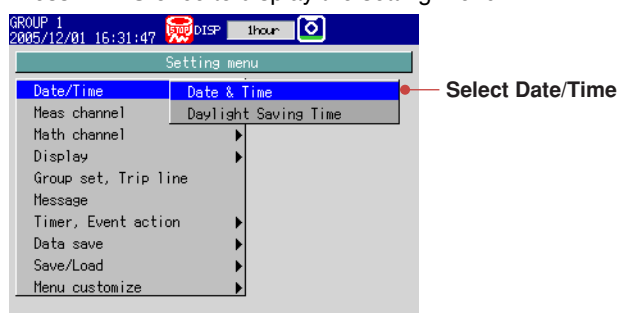 GROUP 1
2005/12/01 16:31:47 STOP DISP 1hour
Setting menu
Date/Time
Date & Time
Select Date/Time
Meas channel
Daylight Saving Time
Math channel
Display
Group set, Trip line
Message
Timer, Event action
Data save
Save/Load
Menu customize